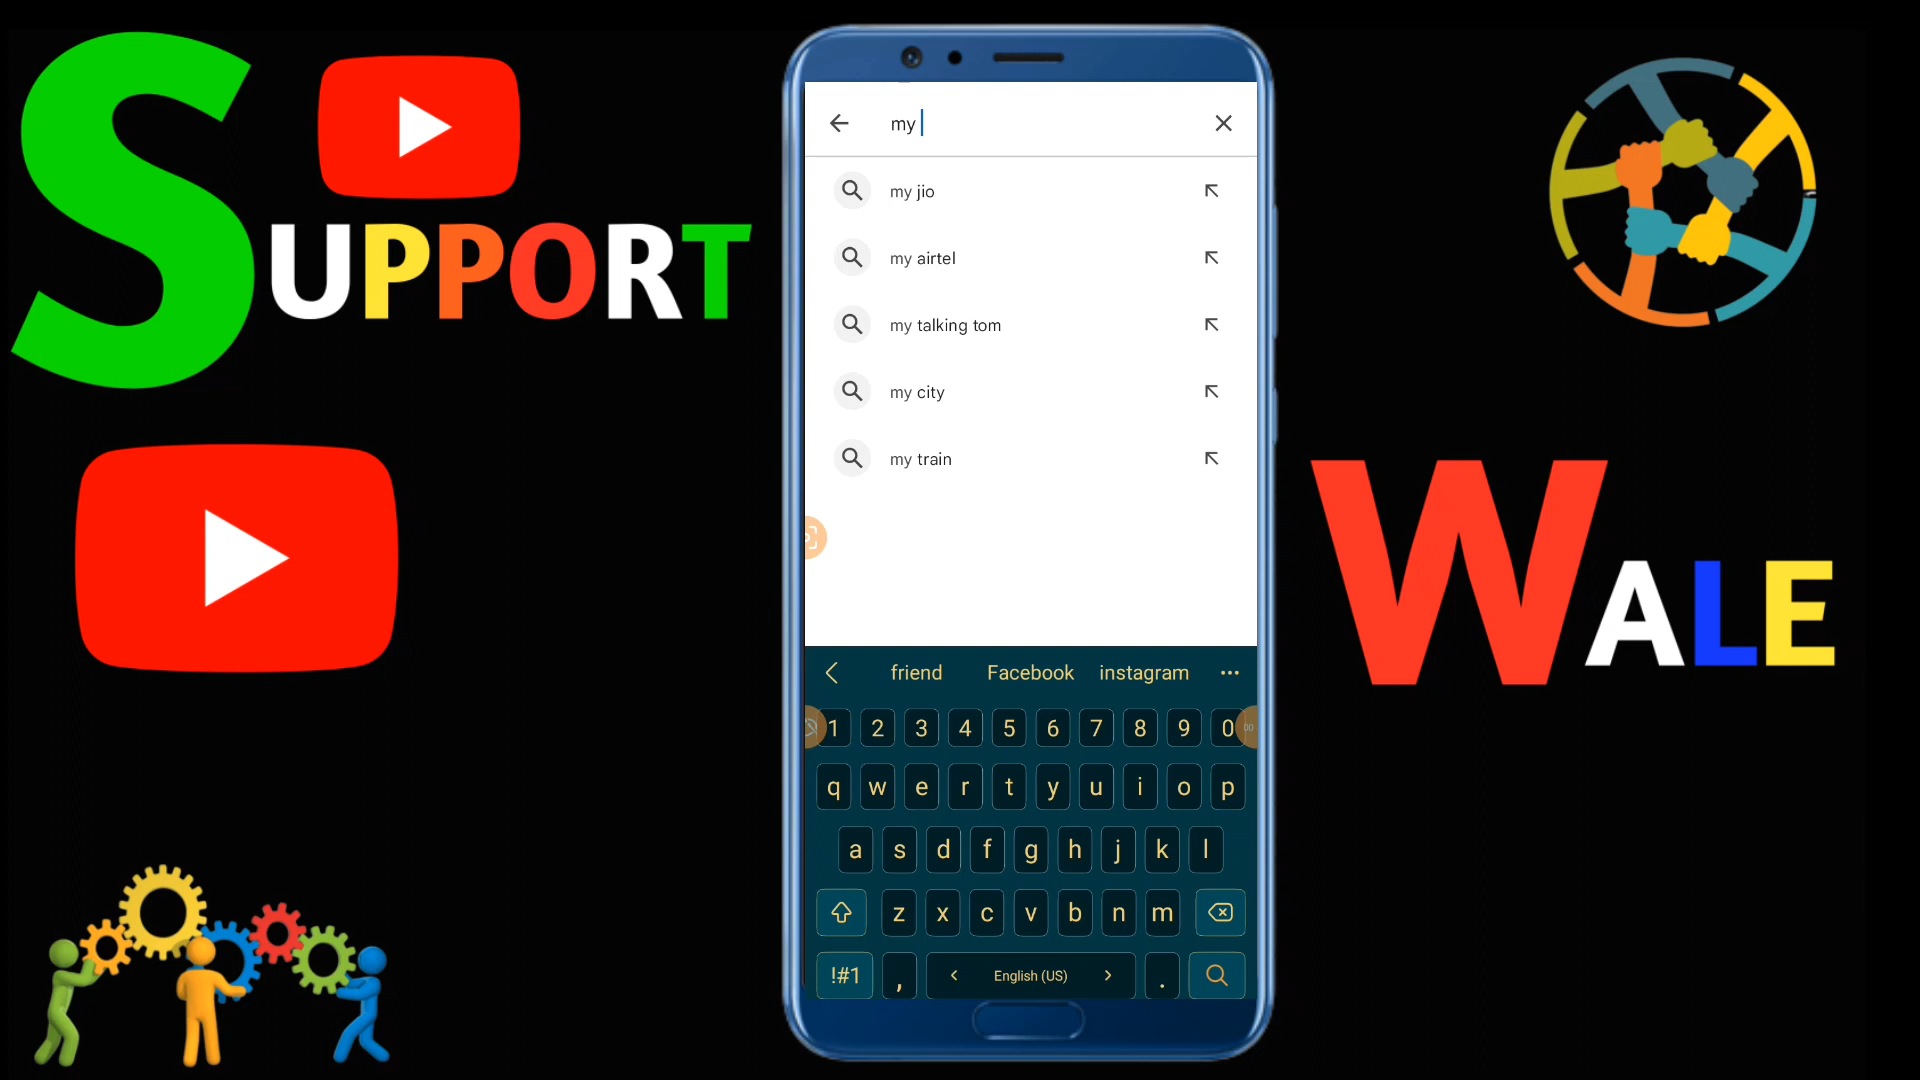 SUPPORT
WALE
my
my jio
my airtel
my talking tom
my city
my train
friend Facebook instagram ...
1 2 3 4 5 6 7 8 9 0
q w e r t y u i o p
a s d f g h j k l
z x c v b n m
!#1 , < English (US) > .